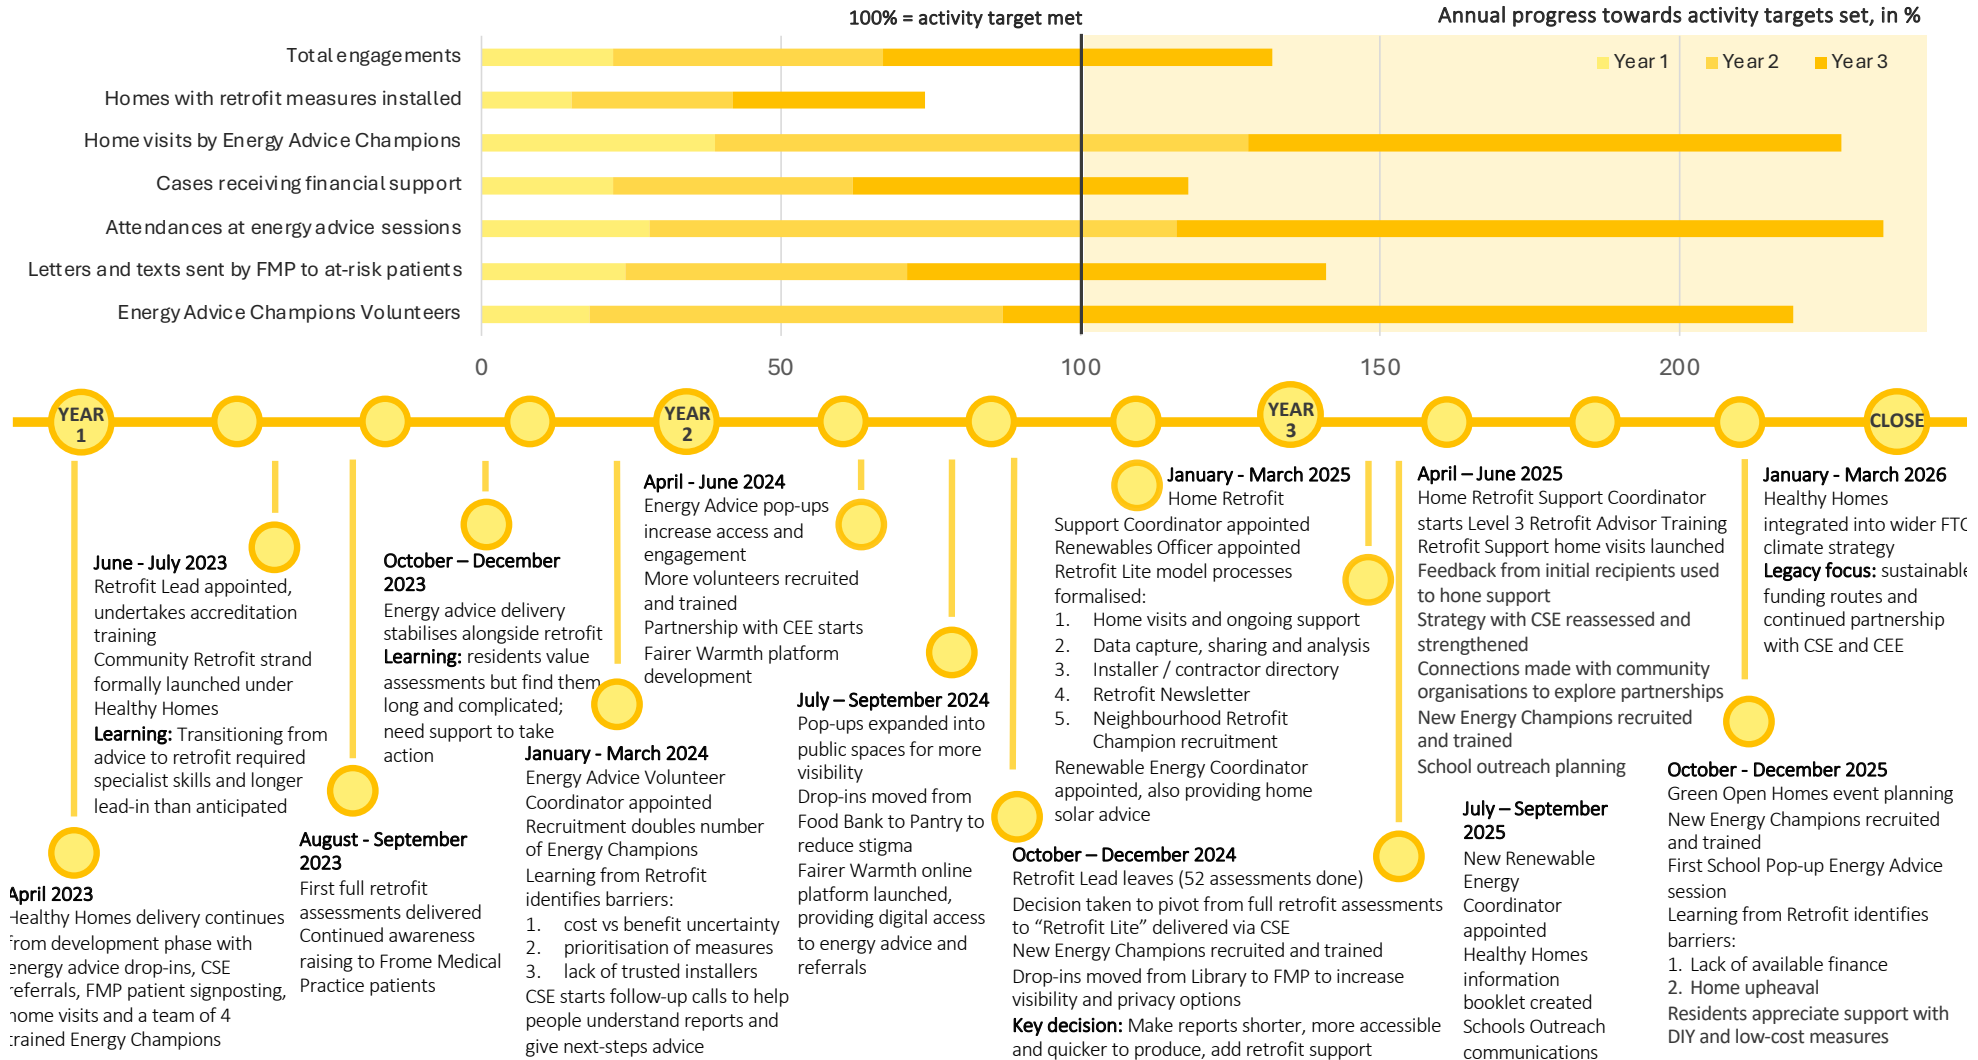 100% = activity target met
Annual progress towards activity targets set, in %
Year 1
Year 2
Year 3
Total engagements
Homes with retrofit measures installed
Home visits by Energy Advice Champions
Cases receiving financial support
Attendances at energy advice sessions
Letters and texts sent by FMP to at-risk patients
Energy Advice Champions Volunteers
0
50
100
150
200
YEAR
1
YEAR
2
YEAR
3
CLOSE
April 2023
Healthy Homes delivery continues
from development phase with
energy advice drop-ins, CSE
referrals, FMP patient signposting,
home visits and a team of 4
trained Energy Champions
June - July 2023
Retrofit Lead appointed,
undertakes accreditation
training
Community Retrofit strand
formally launched under
Healthy Homes
Learning: Transitioning from
advice to retrofit required
specialist skills and longer
lead-in than anticipated
August - September
2023
First full retrofit
assessments delivered
Continued awareness
raising to Frome Medical
Practice patients
October – December
2023
Energy advice delivery
stabilises alongside retrofit
Learning: residents value
assessments but find them
long and complicated;
need support to take
action
January - March 2024
Energy Advice Volunteer
Coordinator appointed
Recruitment doubles number
of Energy Champions
Learning from Retrofit
identifies barriers:
1. cost vs benefit uncertainty
2. prioritisation of measures
3. lack of trusted installers
CSE starts follow-up calls to help
people understand reports and
give next-steps advice
April - June 2024
Energy Advice pop-ups
increase access and
engagement
More volunteers recruited
and trained
Partnership with CEE starts
Fairer Warmth platform
development
July – September 2024
Pop-ups expanded into
public spaces for more
visibility
Drop-ins moved from
Food Bank to Pantry to
reduce stigma
Fairer Warmth online
platform launched,
providing digital access
to energy advice and
referrals
October – December 2024
Retrofit Lead leaves (52 assessments done)
Decision taken to pivot from full retrofit assessments
to “Retrofit Lite” delivered via CSE
New Energy Champions recruited and trained
Drop-ins moved from Library to FMP to increase
visibility and privacy options
Key decision: Make reports shorter, more accessible
and quicker to produce, add retrofit support
January - March 2025
Home Retrofit
Support Coordinator appointed
Renewables Officer appointed
Retrofit Lite model processes
formalised:
1. Home visits and ongoing support
2. Data capture, sharing and analysis
3. Installer / contractor directory
4. Retrofit Newsletter
5. Neighbourhood Retrofit
Champion recruitment
Renewable Energy Coordinator
appointed, also providing home
solar advice
April – June 2025
Home Retrofit Support Coordinator
starts Level 3 Retrofit Advisor Training
Retrofit Support home visits launched
Feedback from initial recipients used
to hone support
Strategy with CSE reassessed and
strengthened
Connections made with community
organisations to explore partnerships
New Energy Champions recruited
and trained
School outreach planning
July – September
2025
New Renewable
Energy
Coordinator
appointed
Healthy Homes
information
booklet created
Schools Outreach
communications
October - December 2025
Green Open Homes event planning
New Energy Champions recruited
and trained
First School Pop-up Energy Advice
session
Learning from Retrofit identifies
barriers:
1. Lack of available finance
2. Home upheaval
Residents appreciate support with
DIY and low-cost measures
January - March 2026
Healthy Homes
integrated into wider FTC
climate strategy
Legacy focus: sustainable
funding routes and
continued partnership
with CSE and CEE